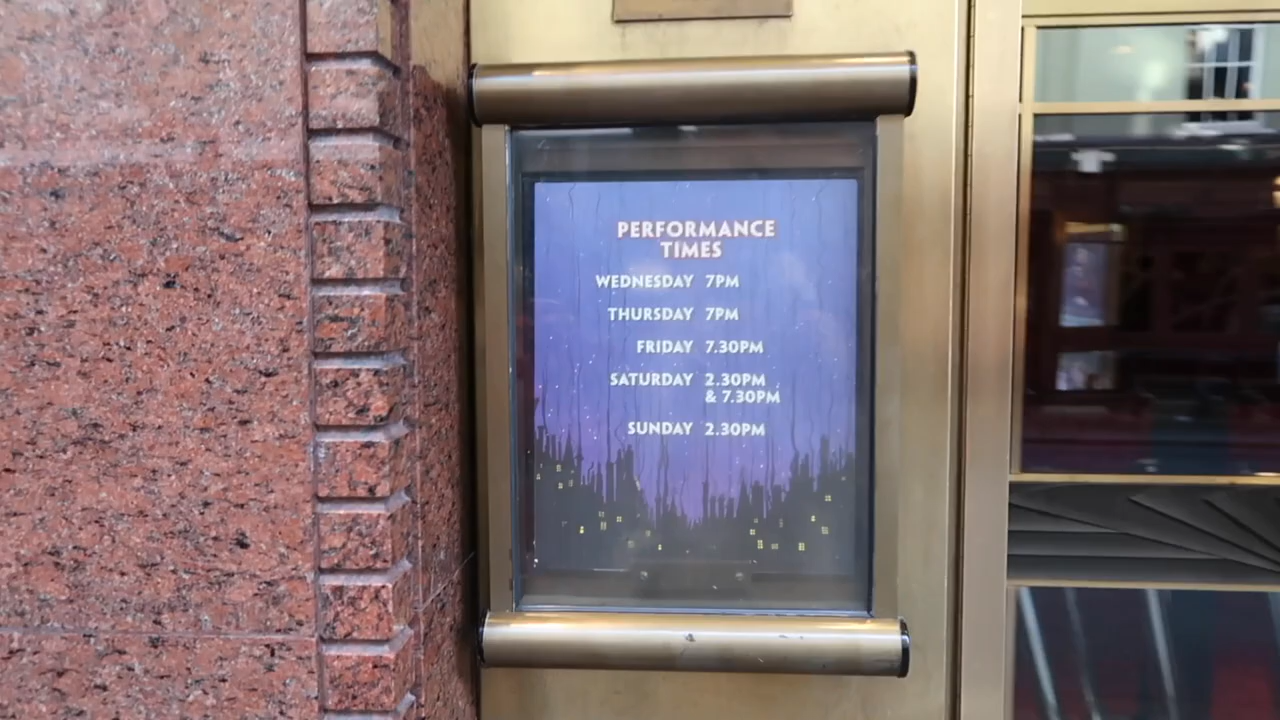 PERFORMANCE
TIMES
WEDNESDAY 7PM
THURSDAY 7PM
FRIDAY 7.30PM
SATURDAY 2.30PM
& 7.30PM
SUNDAY 2.30PM